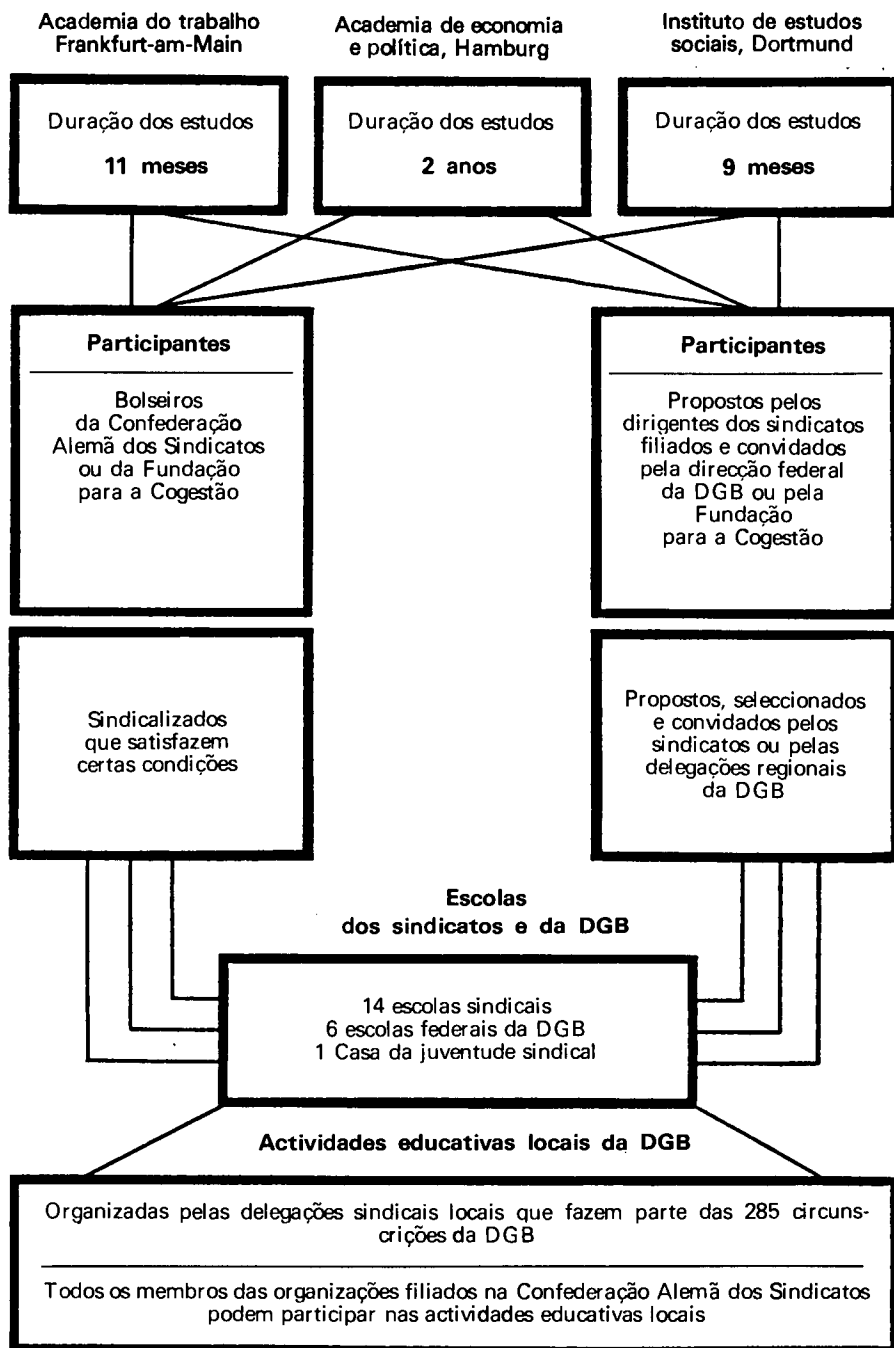 Academia do trabalho
Frankfurt-am-Main
Academia de economia
e política, Hamburg
Instituto de estudos
sociais, Dortmund
Duração dos estudos
11 meses
Duração dos estudos
2 anos
Duração dos estudos
9 meses
Participantes
Bolseiros
da Confederação
Alemã dos Sindicatos
ou da Fundação
para a Cogestão
Participantes
Propostos pelos
dirigentes dos sindicatos
filiados e convidados
pela direcção federal
da DGB ou pela
Fundação
para a Cogestão
Sindicalizados
que satisfazem
certas condições
Propostos, seleccionados
e convidados pelos
sindicatos ou pelas
delegações regionais
da DGB
Escolas
dos sindicatos e da DGB
14 escolas sindicais
6 escolas federais da DGB
1 Casa da juventude sindical
Actividades educativas locais da DGB
Organizadas pelas delegações sindicais locais que fazem parte das 285 circuns-
crições da DGB
Todos os membros das organizações filiados na Confederação Alemã dos Sindicatos
podem participar nas actividades educativas locais